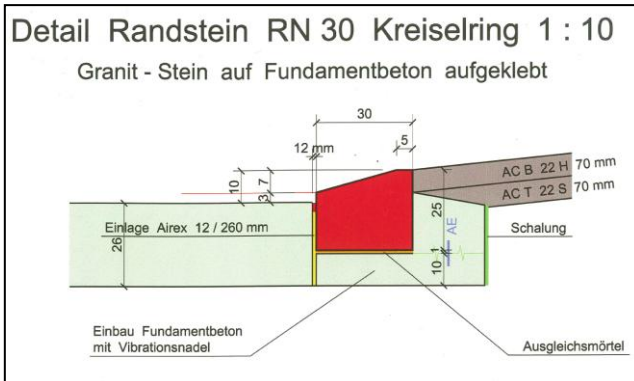 Detail Randstein RN 30 Kreiselring 1 : 10
Granit - Stein auf Fundamentbeton aufgeklebt
30
5
12 mm
10
7
3
AC B 22 H 70 mm
AC T 22 S 70 mm
25
AE
Einlage Airex 12 / 260 mm
26
Schalung
1
10
Einbau Fundamentbeton
mit Vibrationsnadel
Ausgleichsmörtel